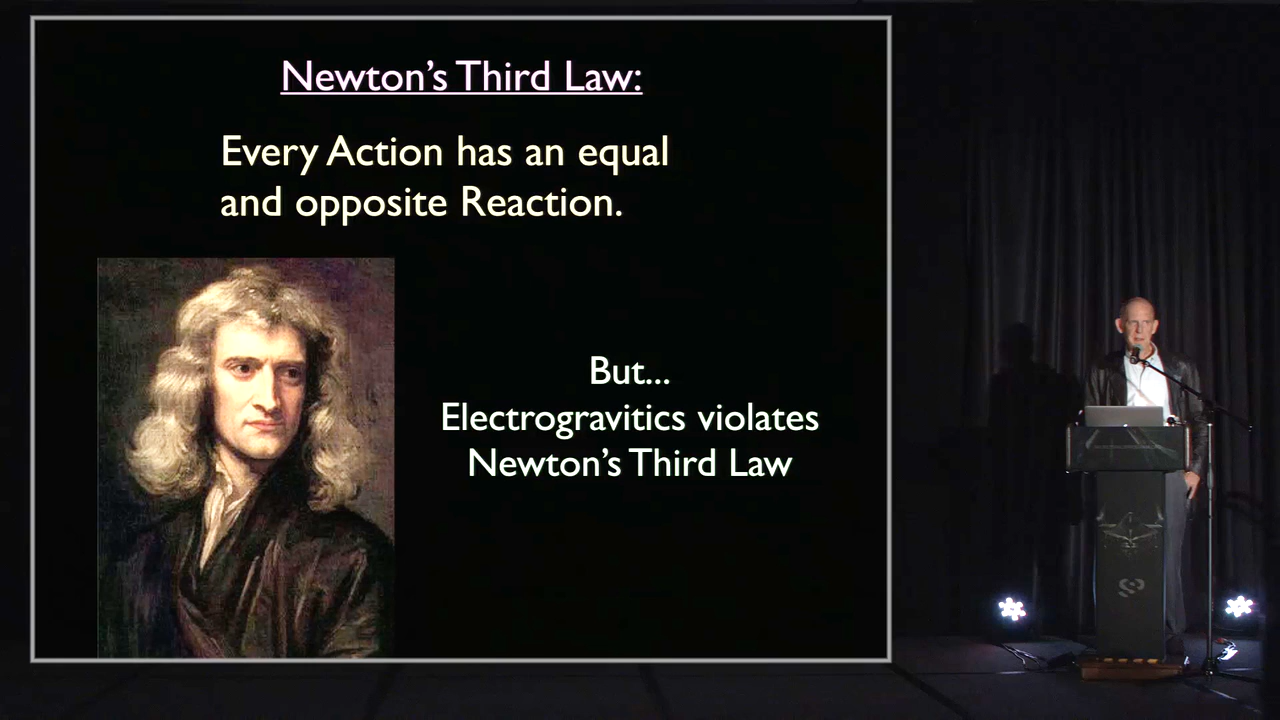 Newton's Third Law:
Every Action has an equal
and opposite Reaction.
But...
Electrogravitics violates
Newton's Third Law